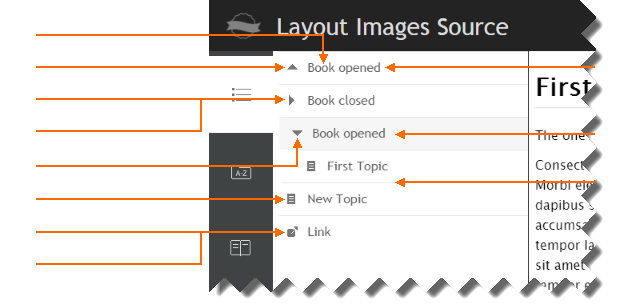 Layout Images Source
Book opened
Book closed
Book opened
First Topic
New Topic
Link
A-Z
First
The one
Consect
Morbi ele
dapibus s
accumsa
tempor la
sit amet